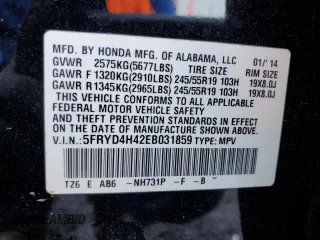 MFD. BY HONDA MFG. OF ALABAMA, LLC 01/'14
GVWR 2575KG(5677LBS) TIRE SIZE RIM SIZE
GAWR F 1320KG(2910LBS) 245/55R19 103H 19X8.0J
GAWR R1345KG(2965LBS) 245/55R19 103H 19X8.0J
THIS VEHICLE CONFORMS TO ALL APPLICABLE
FEDERAL MOTOR VEHICLE SAFETY AND
THEFT PREVENTION STANDARDS IN EFFECT ON
THE DATE OF MANUFACTURE SHOWN ABOVE.
V.I.N.: 5FRYD4H42EB031859 TYPE: MPV
TZ6 E AB6 -NH731P -F -B